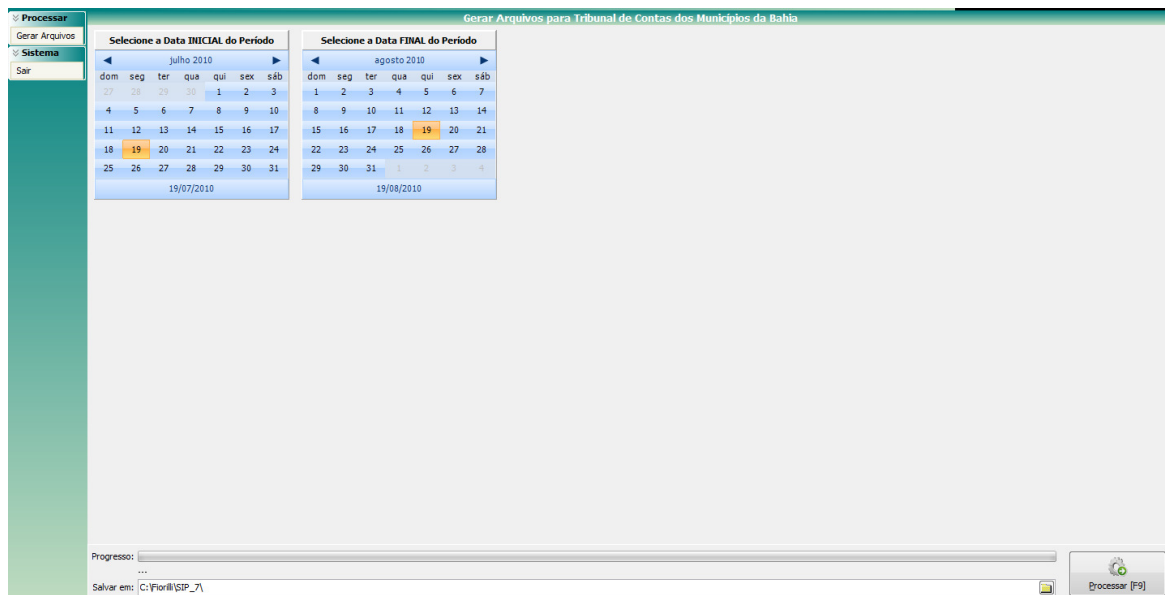 Processar
Gerar Arquivos
Sistema
Sair
Gerar Arquivos para Tribunal de Contas dos Municípios da Bahia
Selecione a Data INICIAL do Período
julho 2010
dom seg ter qua qui sex sáb
27 28 29 30 1 2 3
4 5 6 7 8 9 10
11 12 13 14 15 16 17
18 19 20 21 22 23 24
25 26 27 28 29 30 31
19/07/2010
Selecione a Data FINAL do Período
agosto 2010
dom seg ter qua qui sex sáb
1 2 3 4 5 6 7
8 9 10 11 12 13 14
15 16 17 18 19 20 21
22 23 24 25 26 27 28
29 30 31 1 2 3 4
19/08/2010
Progresso:
...
Salvar em: C:\Fiorilli\SIP_7\
Processar [F9]